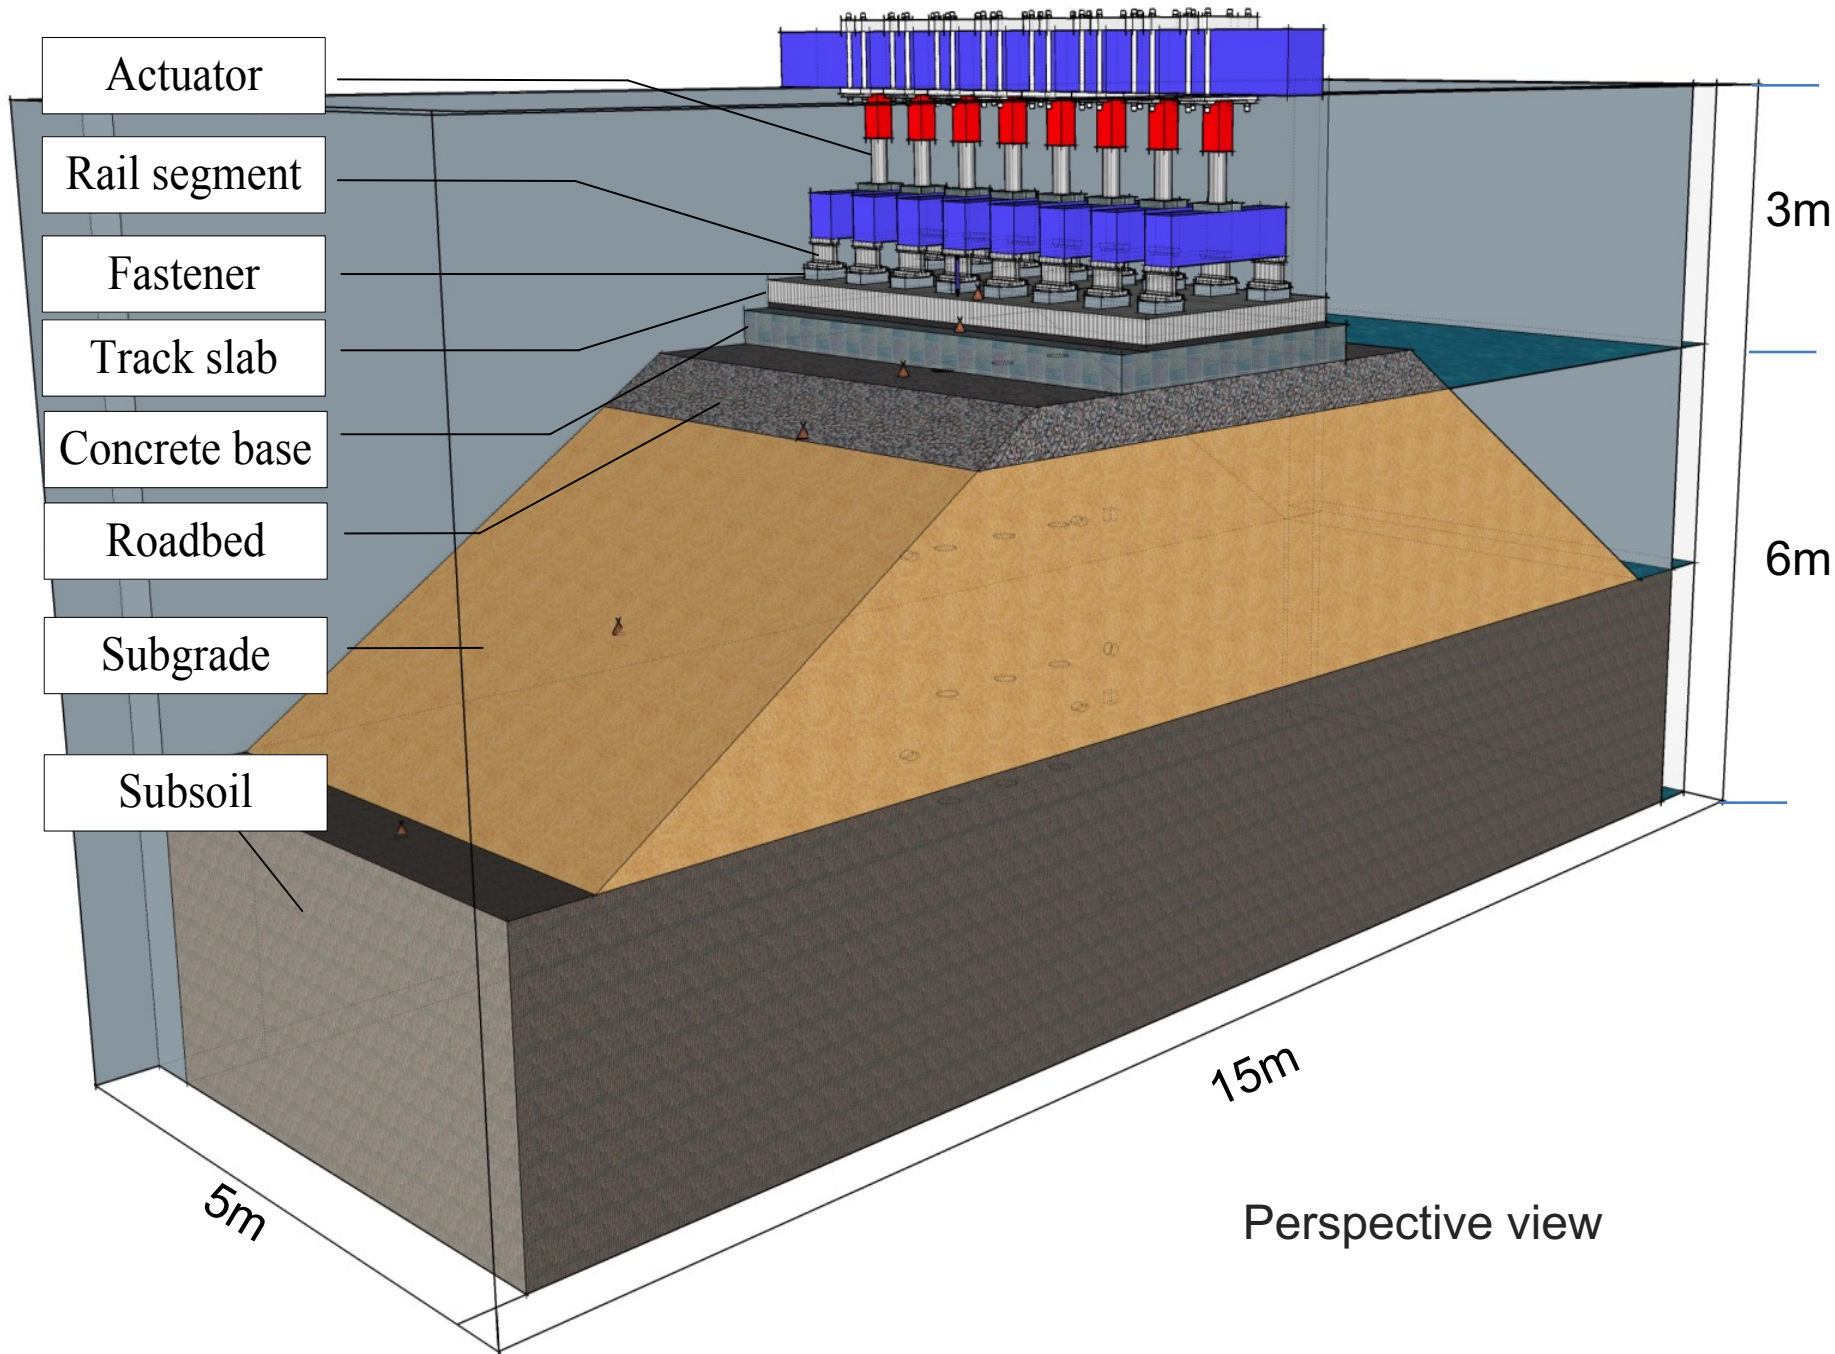 Actuator
Rail segment
Fastener
Track slab
Concrete base
Roadbed
Subgrade
Subsoil
3m
6m
15m
5m
Perspective view